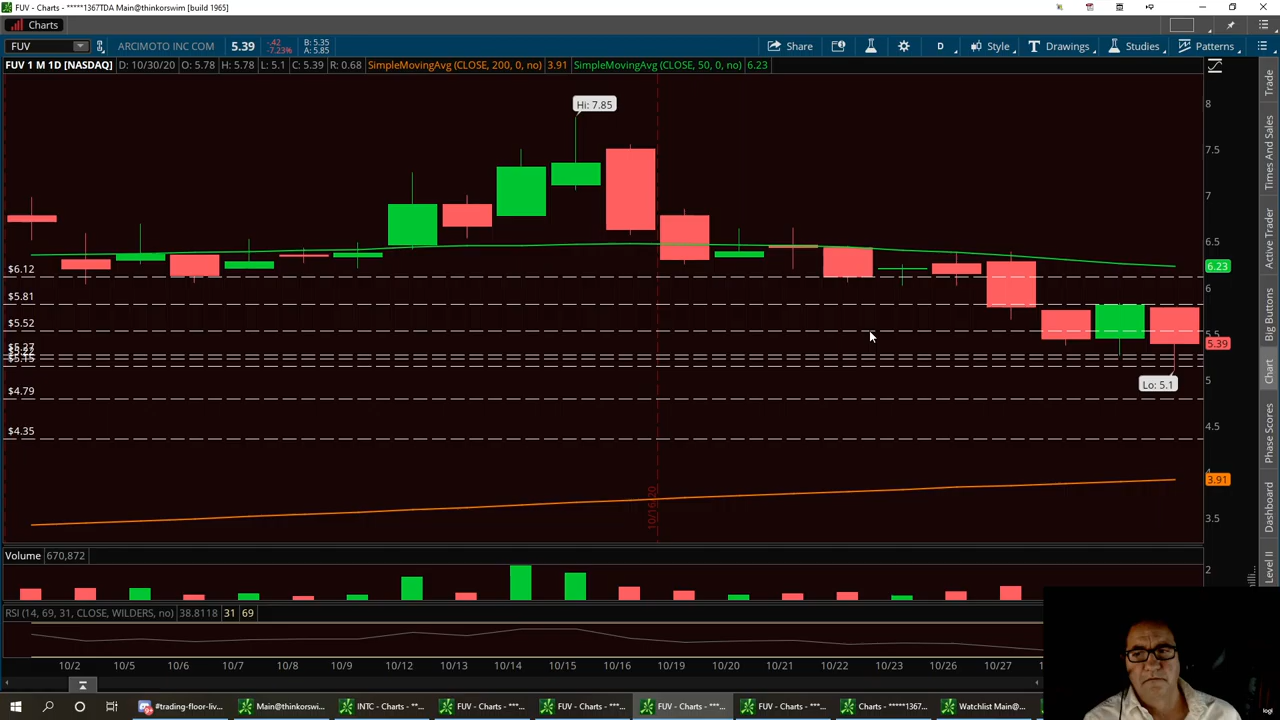 FUV - Charts - *****1367TDA Main@thinkorswim [build 1965]
Charts
FUV ARCIMOTO INC COM 5.39 -.42 -7.23% B: 5.35 A: 5.85 Share D Style Drawings Studies Patterns
FUV 1 M 1D [NASDAQ] D: 10/30/20 O: 5.78 H: 5.78 L: 5.1 C: 5.39 R: 0.68 SimpleMovingAvg (CLOSE, 200, 0, no) 3.91 SimpleMovingAvg (CLOSE, 50, 0, no) 6.23
Hi: 7.85
8
7.5
7
6.5
6.23
$6.12
6
$5.81
$5.52
5.5
5.39
$5.27
$5.15
Lo: 5.1
5
$4.79
4.5
$4.35
4
3.91
3.5
10/16/20
Volume 670,872
2
RSI (14, 69, 31, CLOSE, WILDERS, no) 38.8118 31 69
10/2 10/5 10/6 10/7 10/8 10/9 10/12 10/13 10/14 10/15 10/16 10/19 10/20 10/21 10/22 10/23 10/26 10/27
Trade
Times And Sales
Active Trader
Big Buttons
Chart
Phase Scores
Dashboard
Level II
#trading-floor-liv... Main@thinkorswi... INTC - Charts - **... FUV - Charts - ***... FUV - Charts - ***... FUV - Charts - ***... FUV - Charts - ***... Charts - *****1367... Watchlist Main@...
logi